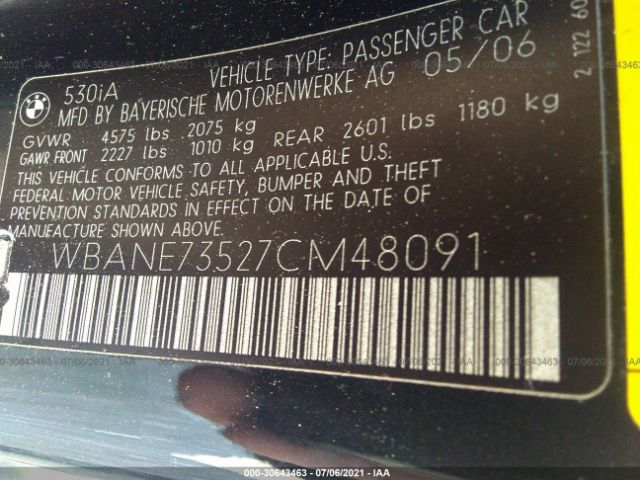 530iA
VEHICLE TYPE: PASSENGER CAR
MFD BY BAYERISCHE MOTORENWERKE AG 05/06
GVWR 4575 lbs 2075 kg
GAWR FRONT 2227 lbs 1010 kg REAR 2601 lbs 1180 kg
THIS VEHICLE CONFORMS TO ALL APPLICABLE U.S.
FEDERAL MOTOR VEHICLE SAFETY, BUMPER AND THEFT
PREVENTION STANDARDS IN EFFECT ON THE DATE OF
MANUFACTURE SHOWN ABOVE.
WBANE73527CM48091
2 122 60
000-30643463 - 07/06/2021 - IAA